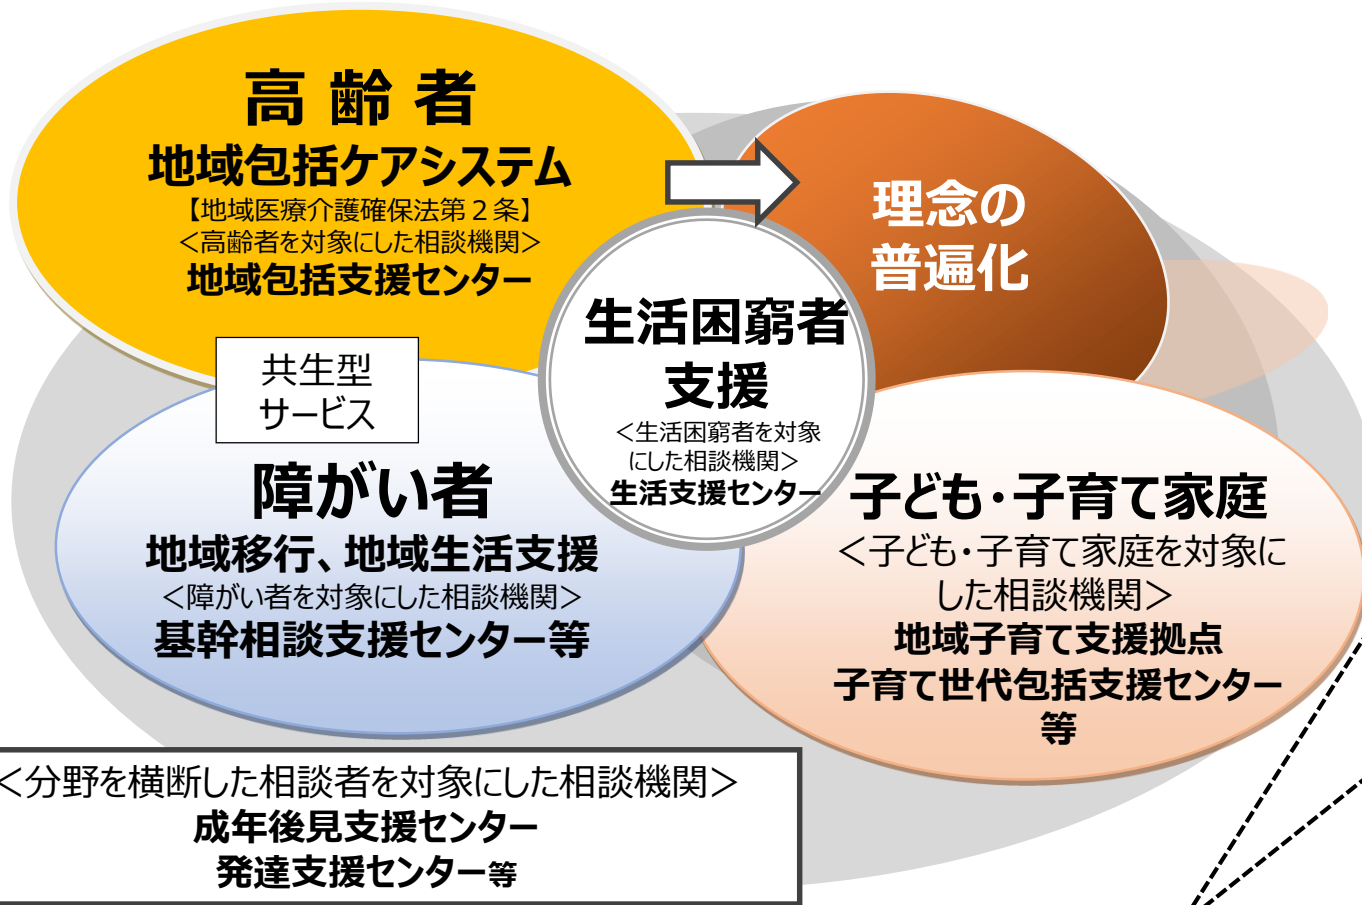 高 齢 者
地域包括ケアシステム
【地域医療介護確保法第２条】
＜高齢者を対象にした相談機関＞
地域包括支援センター
理念の
普遍化
生活困窮者
支援
＜生活困窮者を対象
にした相談機関＞
生活支援センター
共生型
サービス
障がい者
地域移行、地域生活支援
＜障がい者を対象にした相談機関＞
基幹相談支援センター等
子ども・子育て家庭
＜子ども・子育て家庭を対象に
した相談機関＞
地域子育て支援拠点
子育て世代包括支援センター
等
＜分野を横断した相談者を対象にした相談機関＞
成年後見支援センター
発達支援センター等